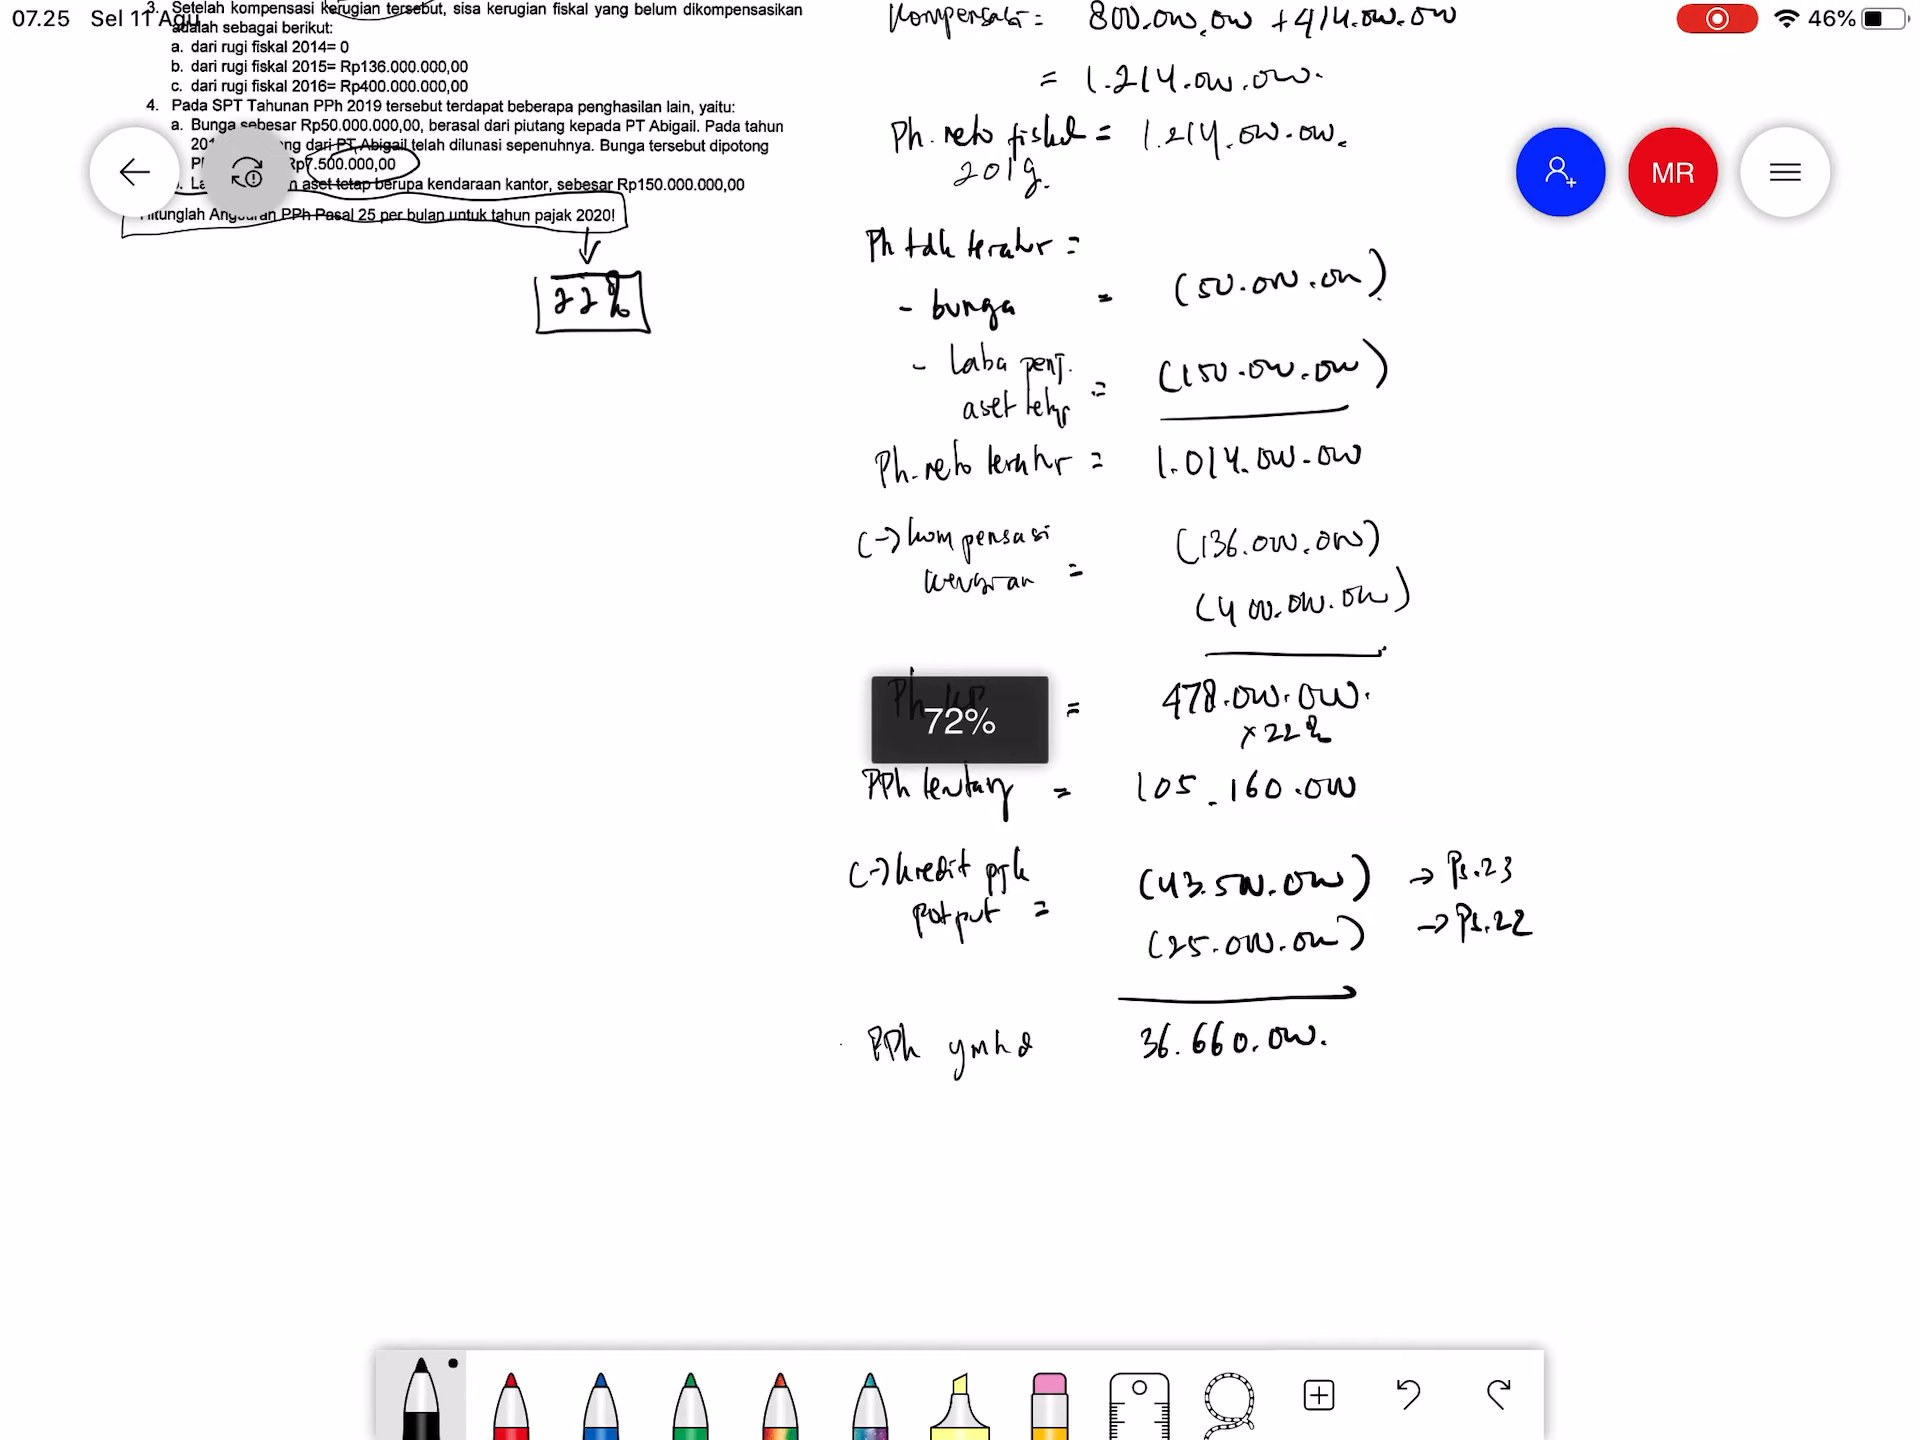 07.25 Sel 11 Agu
46%
3. Setelah kompensasi kerugian tersebut, sisa kerugian fiskal yang belum dikompensasikan
adalah sebagai berikut:
a. dari rugi fiskal 2014= 0
b. dari rugi fiskal 2015= Rp136.000.000,00
c. dari rugi fiskal 2016= Rp400.000.000,00
4. Pada SPT Tahunan PPh 2019 tersebut terdapat beberapa penghasilan lain, yaitu:
a. Bunga sebesar Rp50.000.000,00, berasal dari piutang kepada PT Abigail. Pada tahun
dari PT Abigail telah dilunasi sepenuhnya. Bunga tersebut dipotong
Rp7.500.000,00
aset tetap berupa kendaraan kantor, sebesar Rp150.000.000,00
Hitunglah Angsuran PPh Pasal 25 per bulan untuk tahun pajak 2020!
22%
MR
Kompensasi = 800.000.000 + 414.000.000
= 1.214.000.000.
Ph. neto fiskal = 1.214.000.000.
2019.
Ph tdk teratur =
- bunga = (50.000.000)
- Laba penj.
aset tetap = (150.000.000)
Ph. neto teratur = 1.014.000.000
(-) kompensasi (136.000.000)
kerugian =
(400.000.000)
Ph KP = 478.000.000.
72%
x 22%
PPh terutang = 105.160.000
(-) kredit pjk (43.500.000) → Ps.23
potput = (25.000.000) → Ps.22
PPh ymhd 36.660.000.